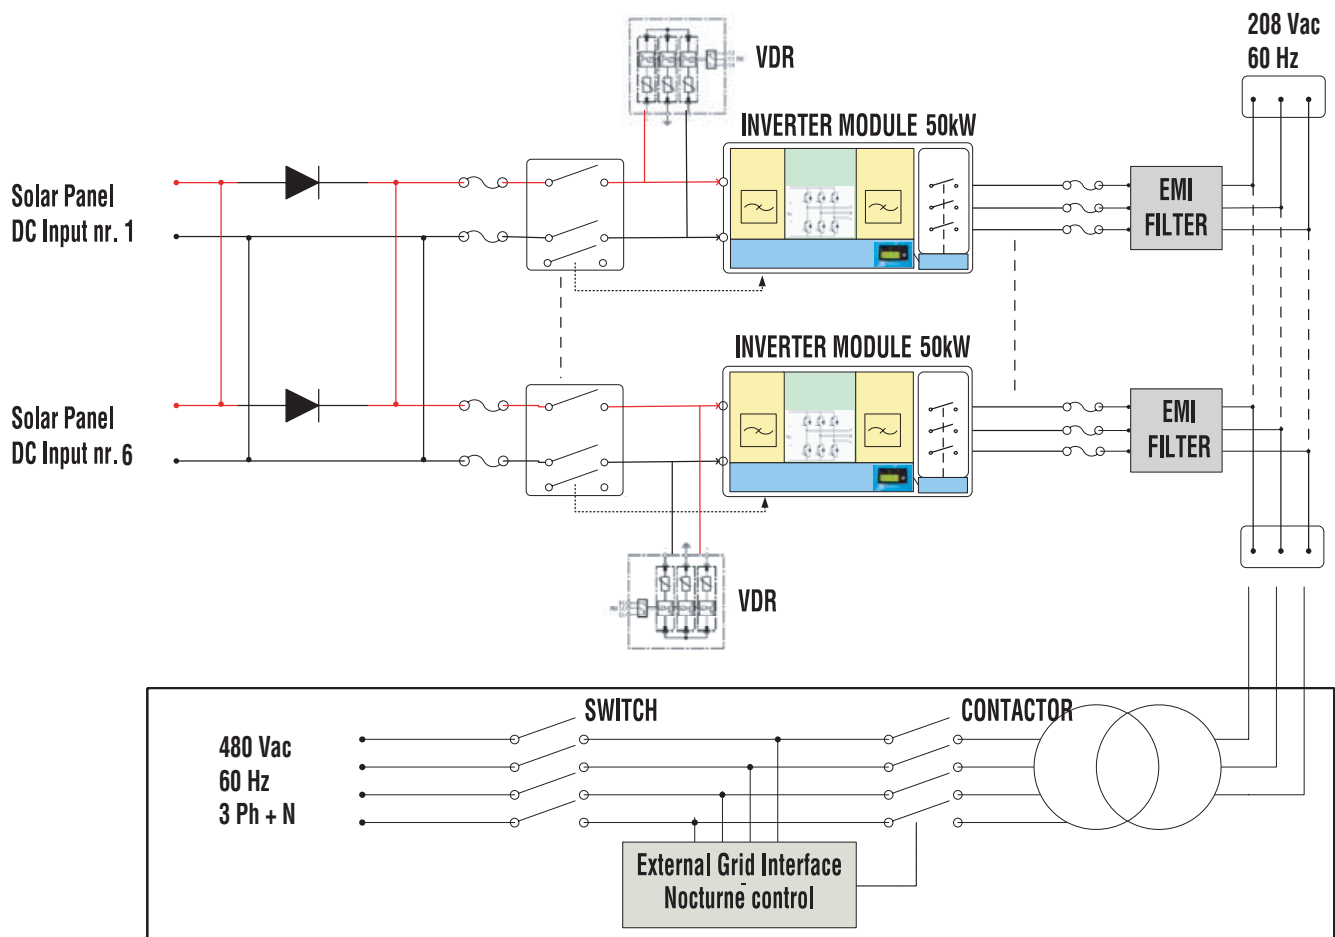 208 Vac
60 Hz
VDR
INVERTER MODULE 50kW
Solar Panel
DC Input nr. 1
EMI
FILTER
INVERTER MODULE 50kW
Solar Panel
DC Input nr. 6
EMI
FILTER
VDR
SWITCH
CONTACTOR
480 Vac
60 Hz
3 Ph + N
External Grid Interface
-
Nocturne control